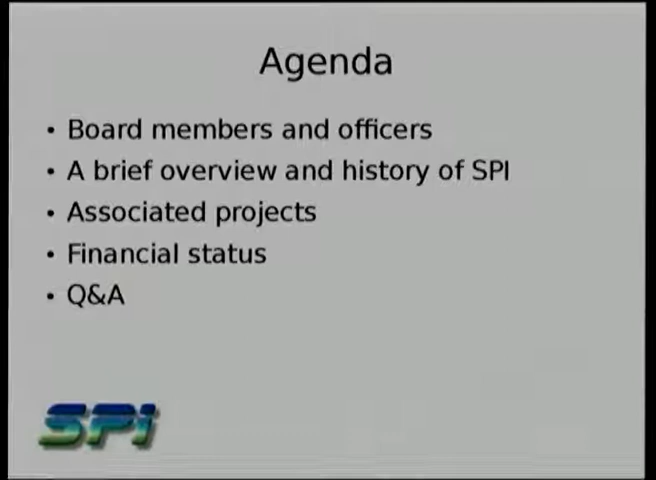 Agenda
• Board members and officers
• A brief overview and history of SPI
• Associated projects
• Financial status
• Q&A
SPI